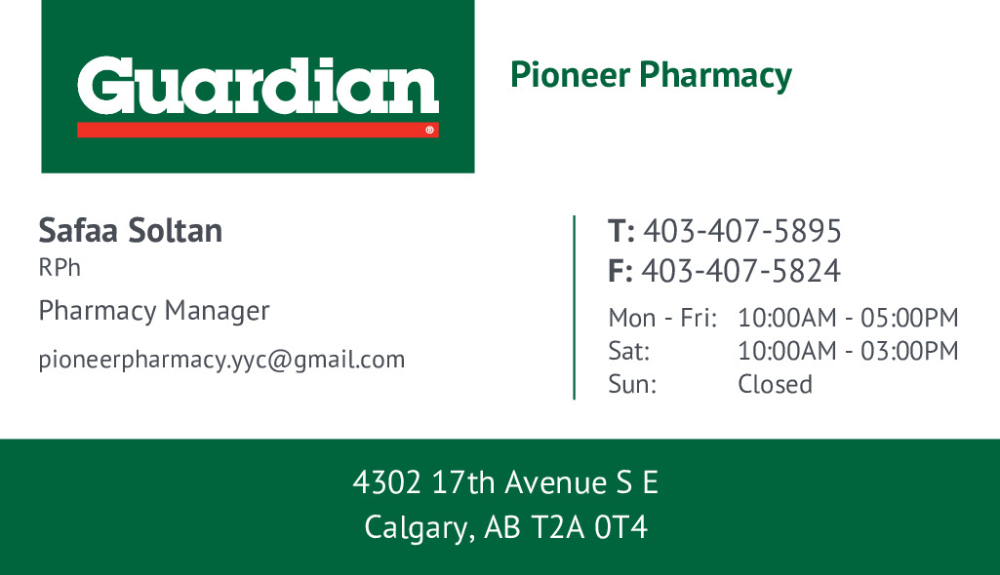 Guardian®
Pioneer Pharmacy
Safaa Soltan
RPh
Pharmacy Manager
pioneerpharmacy.yyc@gmail.com
T: 403-407-5895
F: 403-407-5824
Mon - Fri: 10:00AM - 05:00PM
Sat: 10:00AM - 03:00PM
Sun: Closed
4302 17th Avenue S E
Calgary, AB T2A 0T4